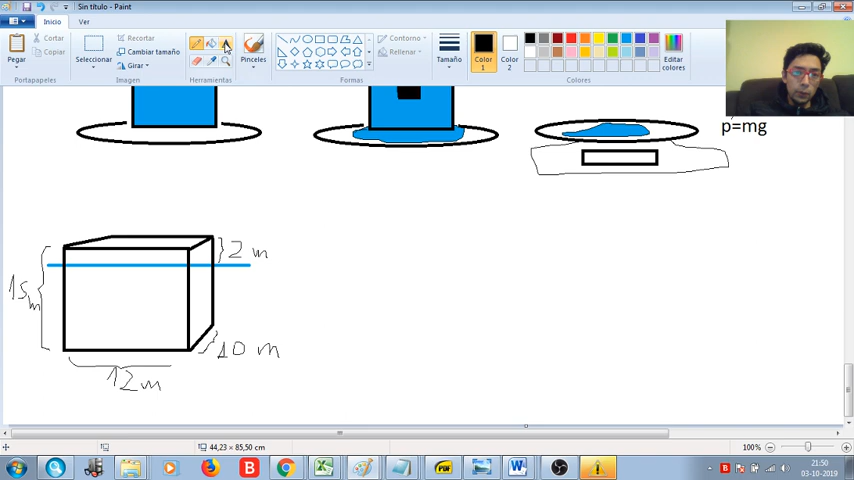 Sin título - Paint
Inicio Ver
Pegar
Cortar
Copiar
Portapapeles
Seleccionar
Recortar
Cambiar tamaño
Girar
Imagen
A
Herramientas
Pinceles
Contorno
Rellenar
Formas
Tamaño
Color 1
Color 2
Colores
Editar colores
p=mg
2 m
15 m
10 m
12 m
44,23 × 85,50 cm
100%
B
PDF
W
B
21:50
03-10-2019